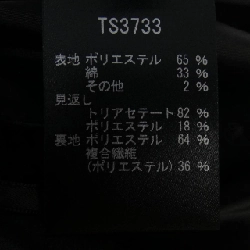 TS3733
表地 ポリエステル 65 %
綿 33 %
その他 2 %
見返し
トリアセテート 82 %
ポリエステル 18 %
裏地 ポリエステル 64 %
複合繊維
(ポリエステル) 36 %